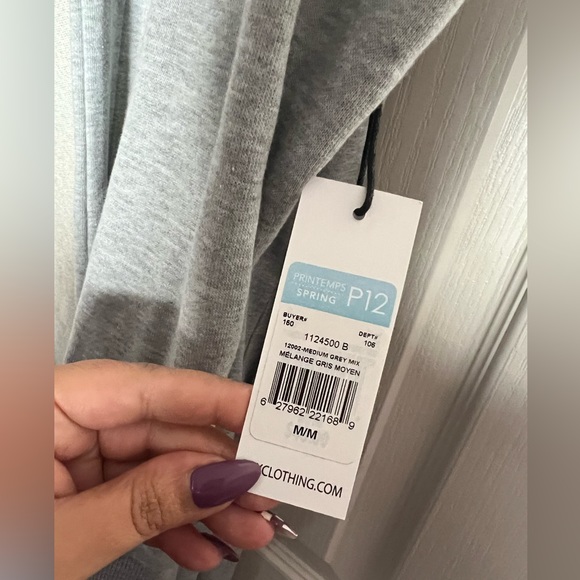 PRINTEMPS
SPRING P12
BUYER# DEPT#
150 106
1124500 B
12002-MEDIUM GREY MIX
MÉLANGE GRIS MOYEN
6 27962 22168 9
M/M
CLOTHING.COM